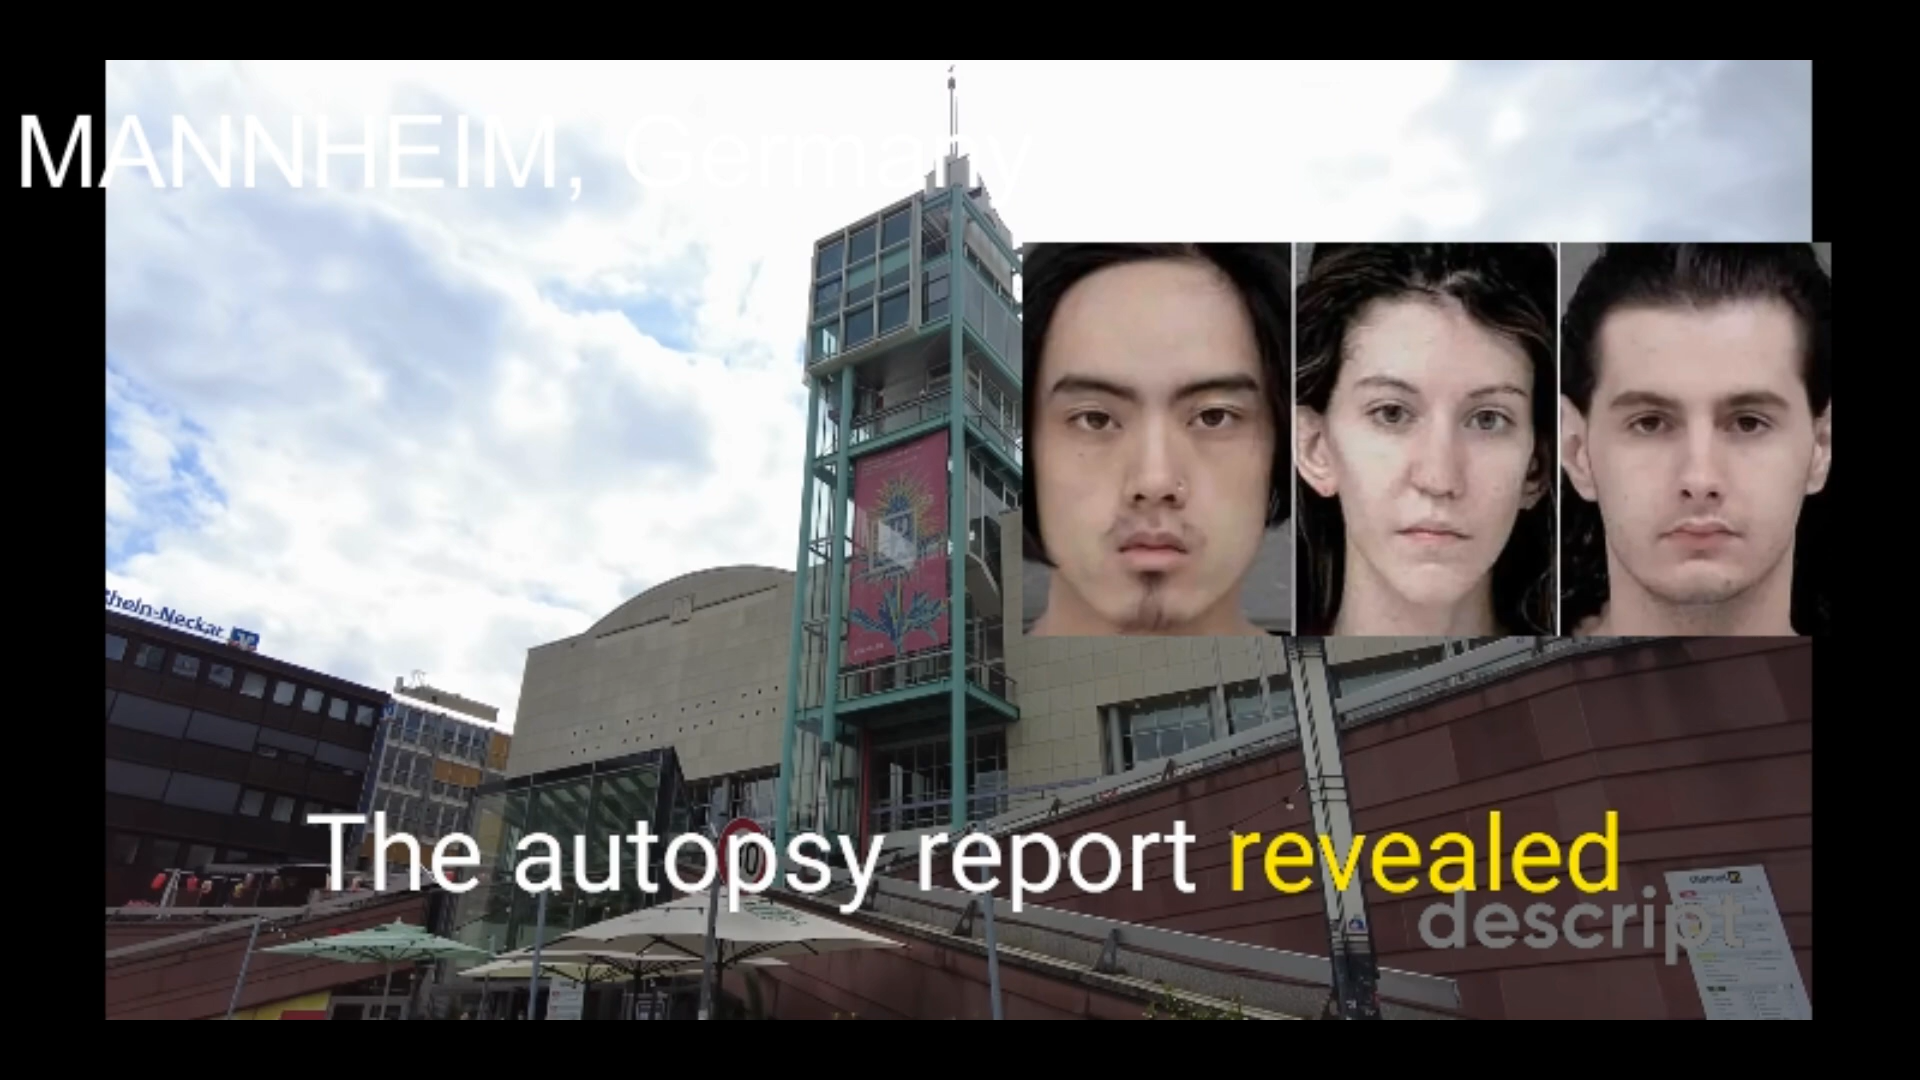 MANNHEIM, Germany
Rhein-Neckar
The autopsy report revealed
descript